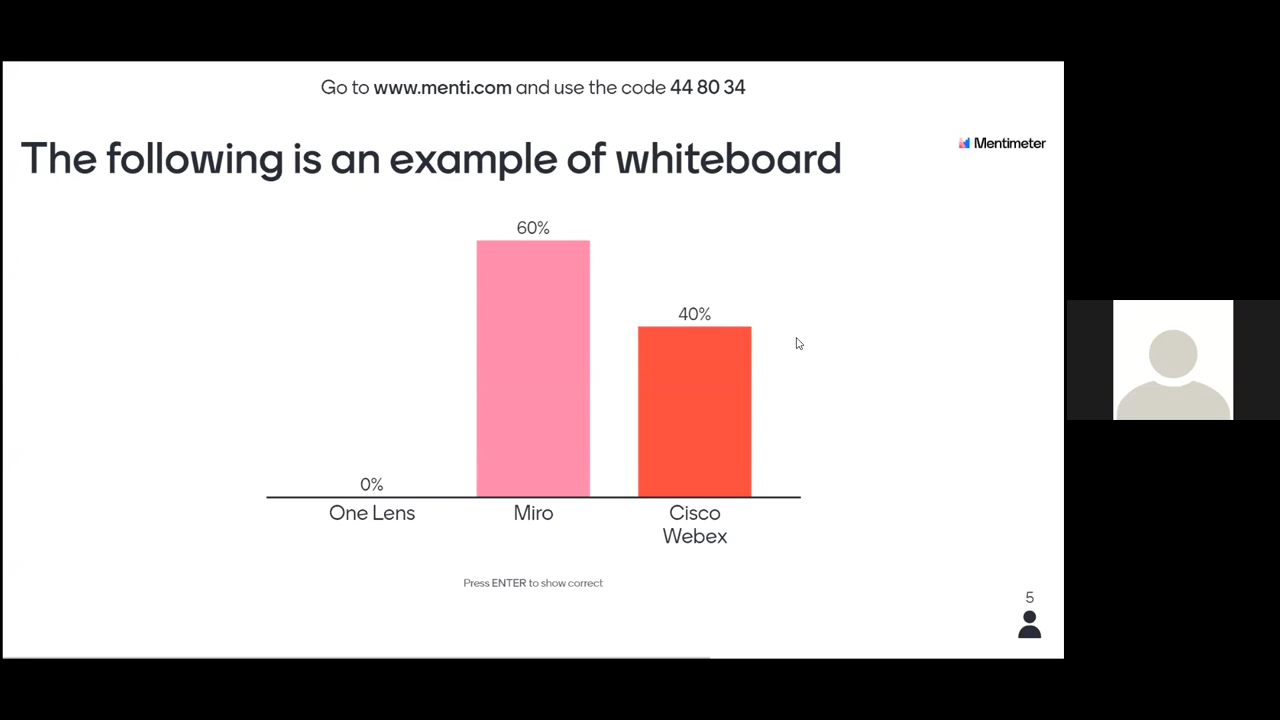 Go to www.menti.com and use the code 44 80 34
The following is an example of whiteboard
Mentimeter
60%
40%
0%
One Lens
Miro
Cisco
Webex
Press ENTER to show correct
5